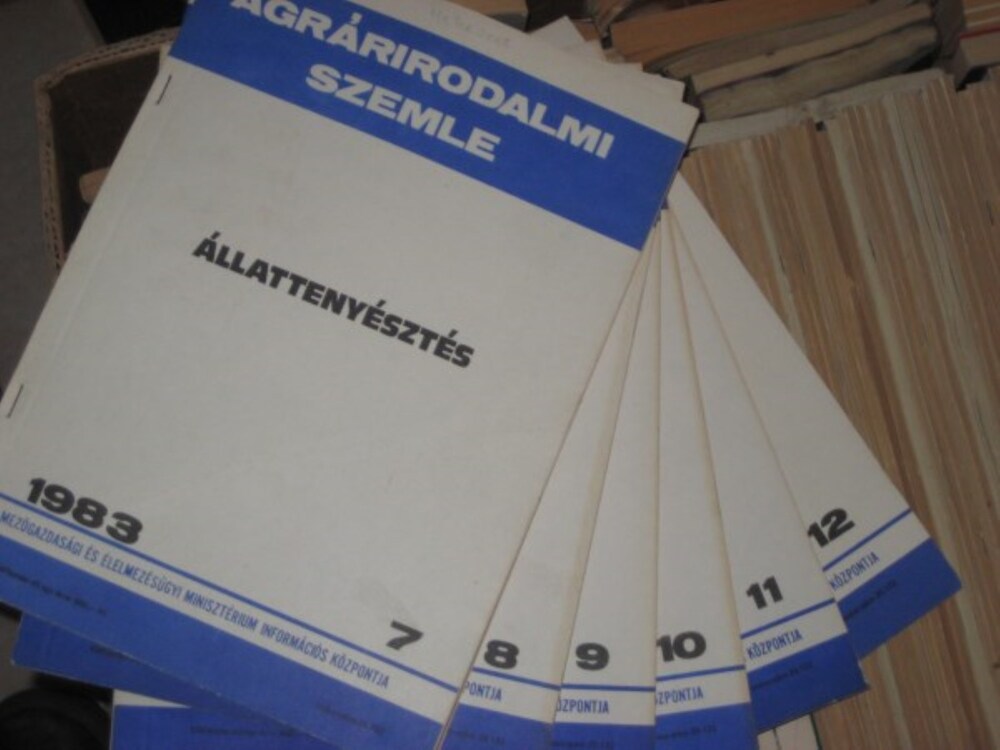 AGRÁRIRODALMI
SZEMLE
ÁLLATTENYÉSZTÉS
1983
MEZŐGAZDASÁGI ÉS ÉLELMEZÉSÜGYI MINISZTÉRIUM INFORMÁCIÓS KÖZPONTJA
7
8
PONTJA
9
ZPONTJA
10
ZPONTJA
11
KÖZPONTJA
12
KÖZPONTJA